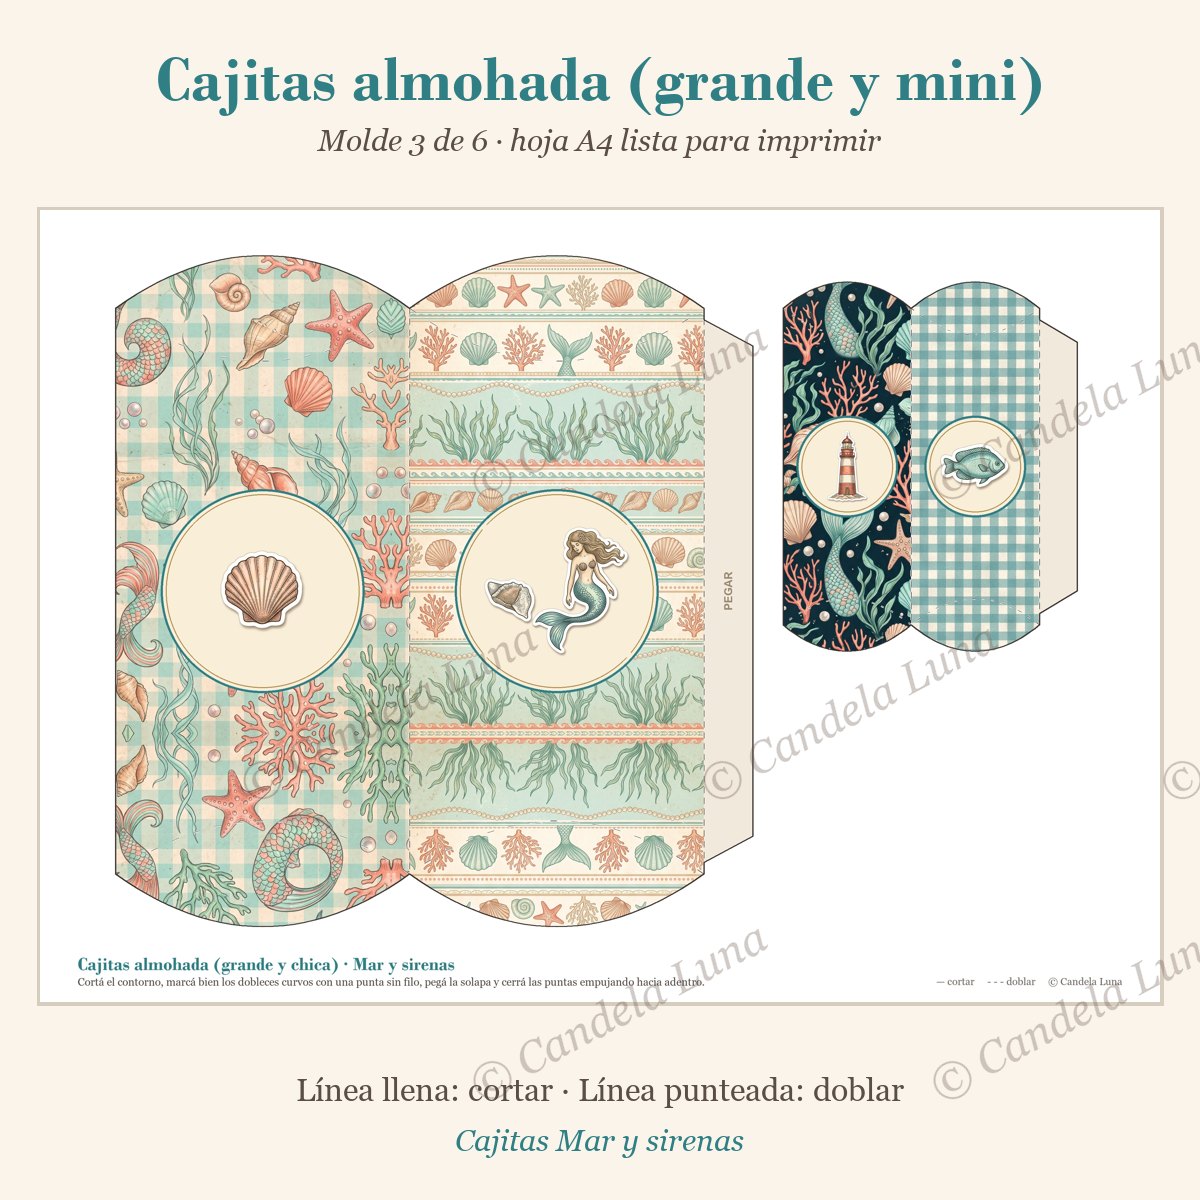 Cajitas almohada (grande y mini)
Molde 3 de 6 · hoja A4 lista para imprimir
© Candela Luna
© Candela Luna
PEGAR
© Candela Luna
© Candela Luna
©
Cajitas almohada (grande y chica) · Mar y sirenas
Cortá el contorno, marcá bien los dobleces curvos con una punta sin filo, pegá la solapa y cerrá las puntas empujando hacia adentro.
— cortar - - - doblar © Candela Luna
© Candela Luna
© Candela Luna
Línea llena: cortar · Línea punteada: doblar
Cajitas Mar y sirenas